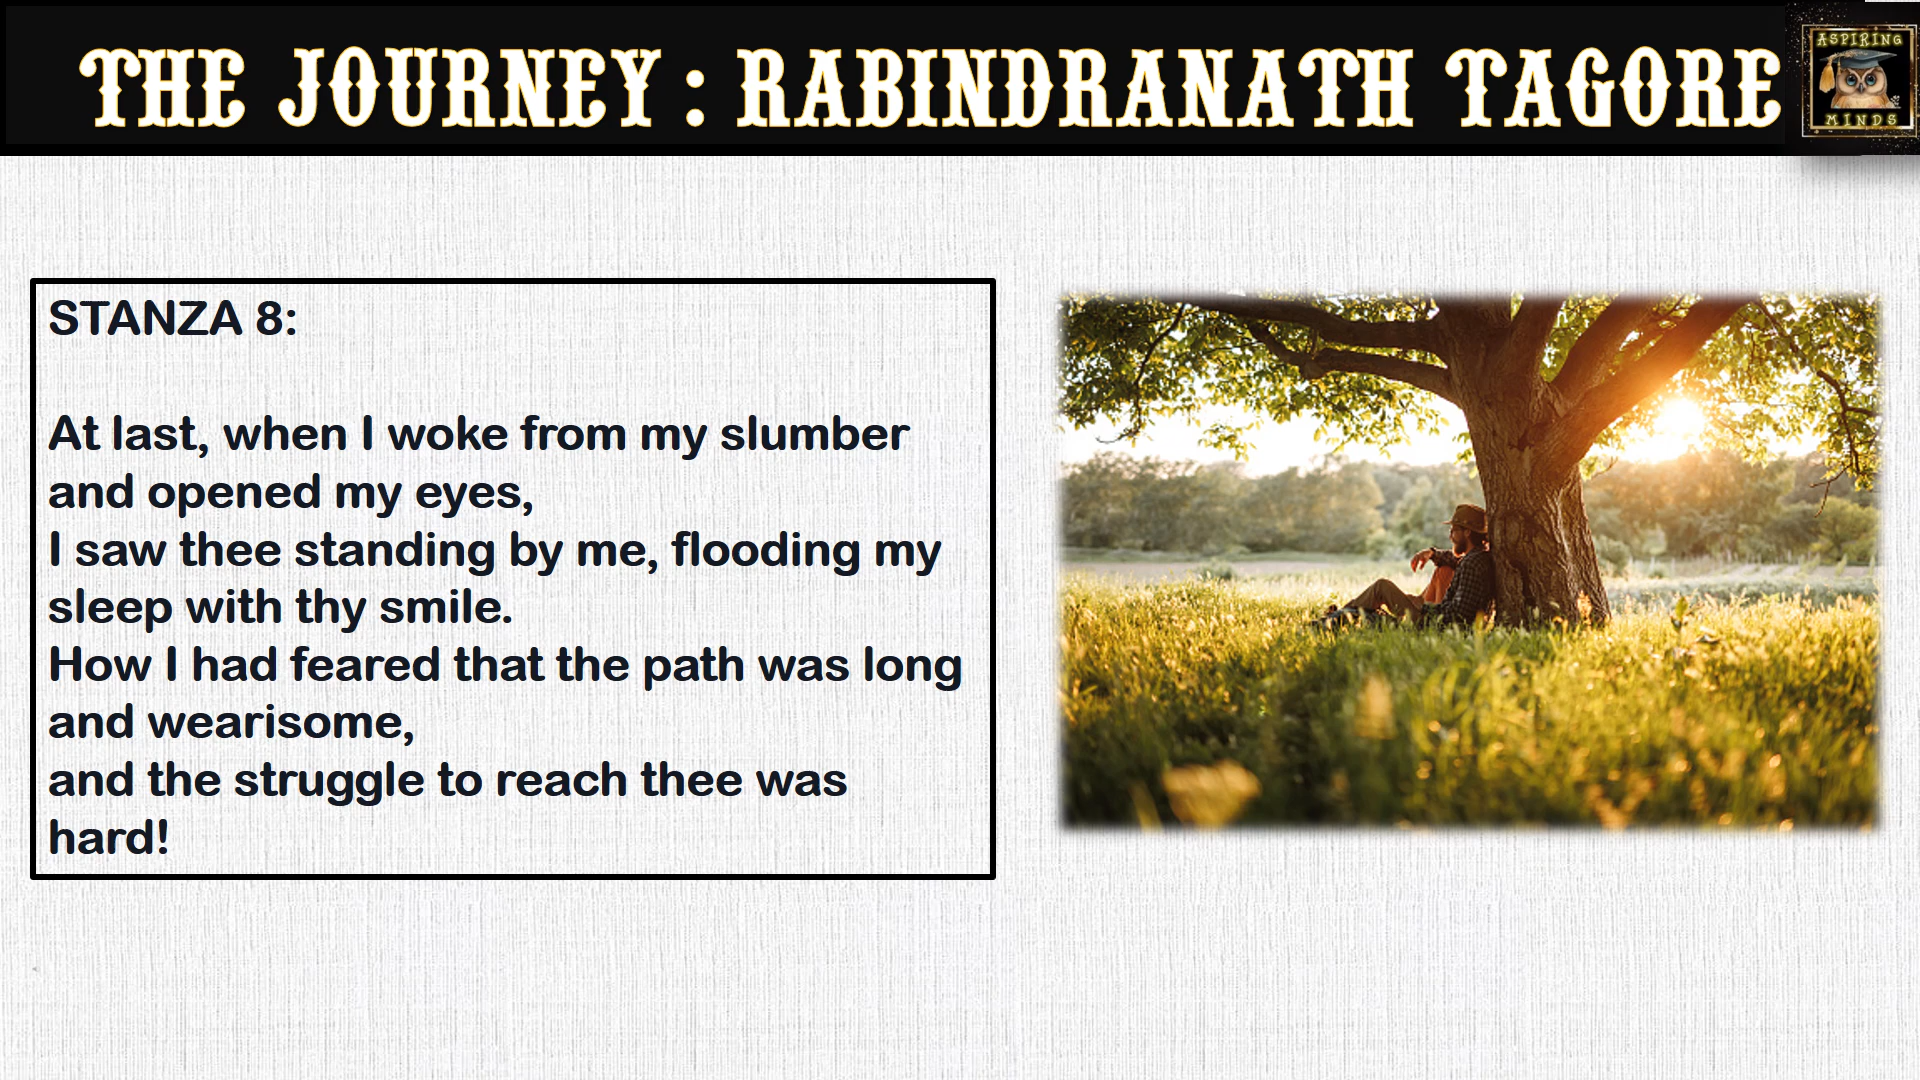 THE JOURNEY : RABINDRANATH TAGORE
ASPIRING
MINDS
STANZA 8:
At last, when I woke from my slumber
and opened my eyes,
I saw thee standing by me, flooding my
sleep with thy smile.
How I had feared that the path was long
and wearisome,
and the struggle to reach thee was
hard!